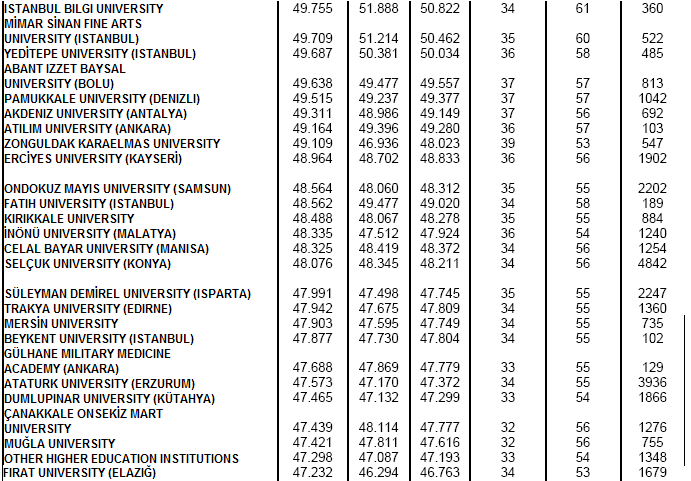 ISTANBUL BILGI UNIVERSITY 49.755 51.888 50.822 34 61 360
MİMAR SİNAN FINE ARTS
UNIVERSITY (ISTANBUL) 49.709 51.214 50.462 35 60 522
YEDİTEPE UNIVERSITY (ISTANBUL) 49.687 50.381 50.034 36 58 485
ABANT IZZET BAYSAL
UNIVERSITY (BOLU) 49.638 49.477 49.557 37 57 813
PAMUKKALE UNIVERSITY (DENIZLI) 49.515 49.237 49.377 37 57 1042
AKDENIZ UNIVERSITY (ANTALYA) 49.311 48.986 49.149 37 56 692
ATILIM UNIVERSITY (ANKARA) 49.164 49.396 49.280 36 57 103
ZONGULDAK KARAELMAS UNIVERSITY 49.109 46.936 48.023 39 53 547
ERCİYES UNIVERSITY (KAYSERİ) 48.964 48.702 48.833 36 56 1902
ONDOKUZ MAYIS UNIVERSITY (SAMSUN) 48.564 48.060 48.312 35 55 2202
FATIH UNIVERSITY (ISTANBUL) 48.562 49.477 49.020 34 58 189
KIRIKKALE UNIVERSITY 48.488 48.067 48.278 35 55 884
İNÖNÜ UNIVERSITY (MALATYA) 48.335 47.512 47.924 36 54 1240
CELAL BAYAR UNIVERSITY (MANISA) 48.325 48.419 48.372 34 56 1254
SELÇUK UNIVERSITY (KONYA) 48.076 48.345 48.211 34 56 4842
SÜLEYMAN DEMİREL UNIVERSITY (ISPARTA) 47.991 47.498 47.745 35 55 2247
TRAKYA UNIVERSITY (EDIRNE) 47.942 47.675 47.809 34 55 1360
MERSİN UNIVERSITY 47.903 47.595 47.749 34 55 735
BEYKENT UNIVERSITY (ISTANBUL) 47.877 47.730 47.804 34 55 102
GÜLHANE MILITARY MEDICINE
ACADEMY (ANKARA) 47.688 47.869 47.779 33 55 129
ATATURK UNIVERSITY (ERZURUM) 47.573 47.170 47.372 34 55 3936
DUMLUPINAR UNIVERSITY (KÜTAHYA) 47.465 47.132 47.299 33 54 1866
ÇANAKKALE ONSEKİZ MART
UNIVERSITY 47.439 48.114 47.777 32 56 1276
MUĞLA UNIVERSITY 47.421 47.811 47.616 32 56 755
OTHER HIGHER EDUCATION INSTITUTIONS 47.298 47.087 47.193 33 54 1348
FIRAT UNIVERSITY (ELAZIĞ) 47.232 46.294 46.763 34 53 1679